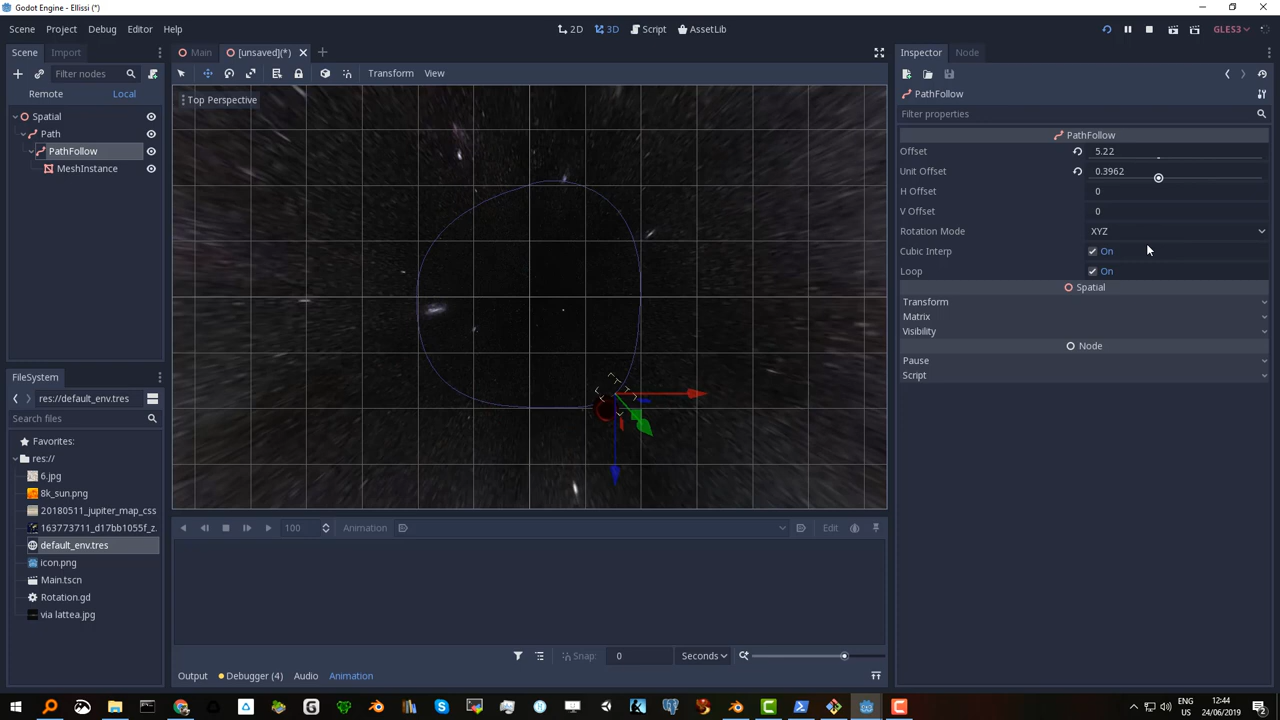 Godot Engine - Ellissi
Scene Project Debug Editor Help
2D 3D Script AssetLib
GLES3
Scene Import
Main [unsaved](*)
Inspector Node
Filter nodes
Transform View
Remote Local
PathFollow
Top Perspective
Filter properties
Spatial
Path
PathFollow
MeshInstance
PathFollow
Offset 5.22
Unit Offset 0.3962
H Offset 0
V Offset 0
Rotation Mode XYZ
Cubic Interp On
Loop On
Spatial
Transform
Matrix
Visibility
Node
Pause
Script
FileSystem
res://default_env.tres
Search files
Favorites:
res://
6.jpg
8k_sun.png
20180511_jupiter_map_css
163773711_d17bb1055f_z.
default_env.tres
icon.png
Main.tscn
Rotation.gd
via lattea.jpg
100 Animation Edit
Snap: 0 Seconds
Output Debugger (4) Audio Animation
ENG
US
12:44
24/06/2019